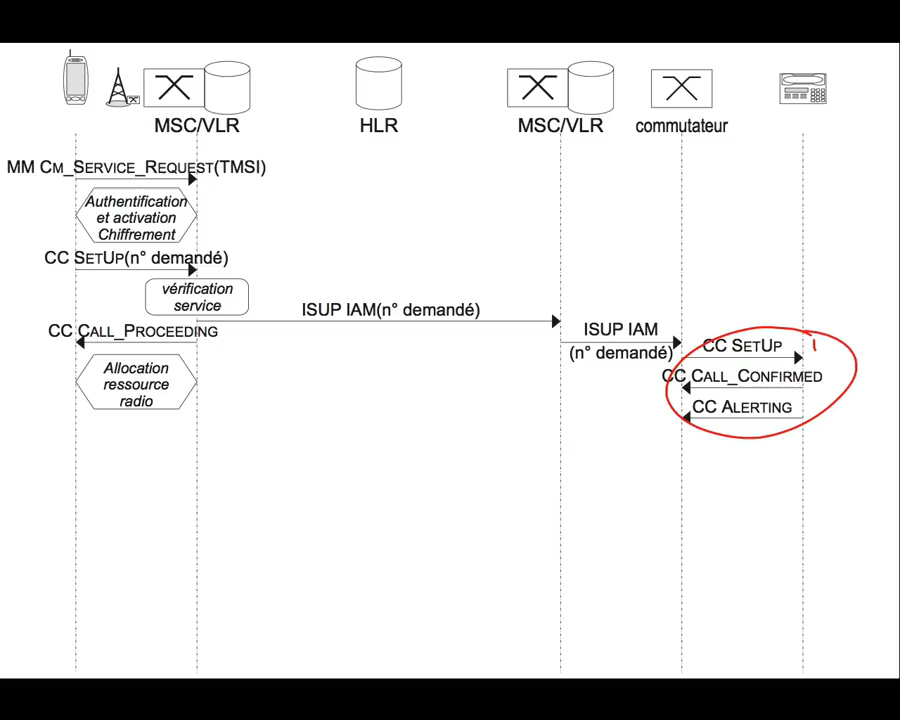 MSC/VLR
HLR
MSC/VLR
commutateur
MM CM_SERVICE_REQUEST(TMSI)
Authentification
et activation
Chiffrement
CC SETUP(n° demandé)
vérification
service
ISUP IAM(n° demandé)
CC CALL_PROCEEDING
ISUP IAM
(n° demandé)
CC SETUP
CC CALL_CONFIRMED
CC ALERTING
Allocation
ressource
radio